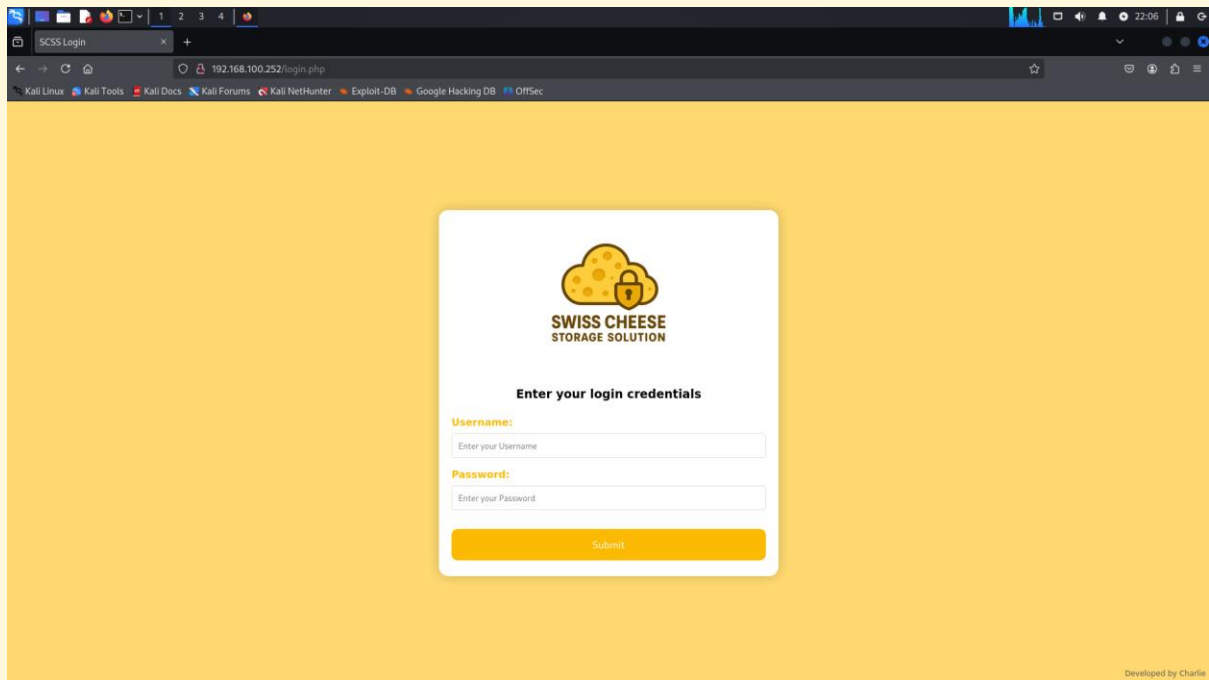 1 2 3 4
22:06
SCSS Login
192.168.100.252/login.php
Kali Linux Kali Tools Kali Docs Kali Forums Kali NetHunter Exploit-DB Google Hacking DB OffSec
SWISS CHEESE
STORAGE SOLUTION
Enter your login credentials
Username:
Enter your Username
Password:
Enter your Password
Submit
Developed by Charlie